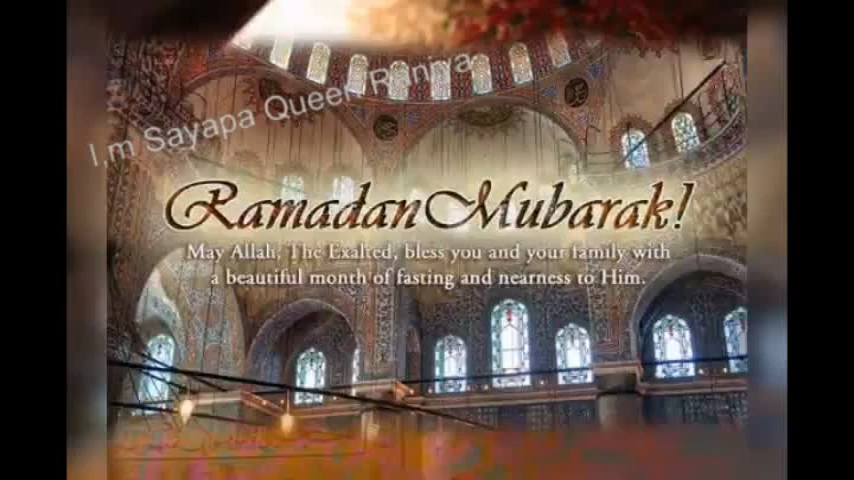 I,m Sayapa Queen Raniya
Ramadan Mubarak!
May Allah, The Exalted, bless you and your family with
a beautiful month of fasting and nearness to Him.